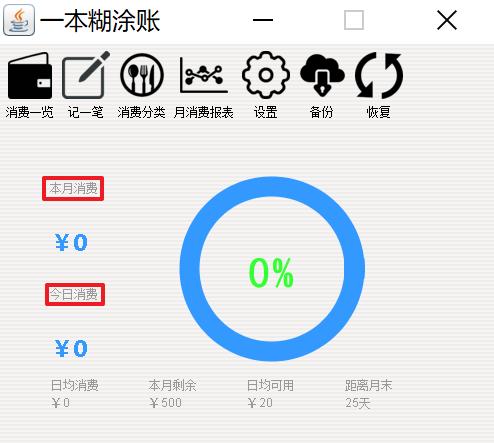 一本糊涂账
消费一览 记一笔 消费分类 月消费报表 设置 备份 恢复
本月消费
￥0
0%
今日消费
￥0
日均消费 本月剩余 日均可用 距离月末
￥0 ￥500 ￥20 25天